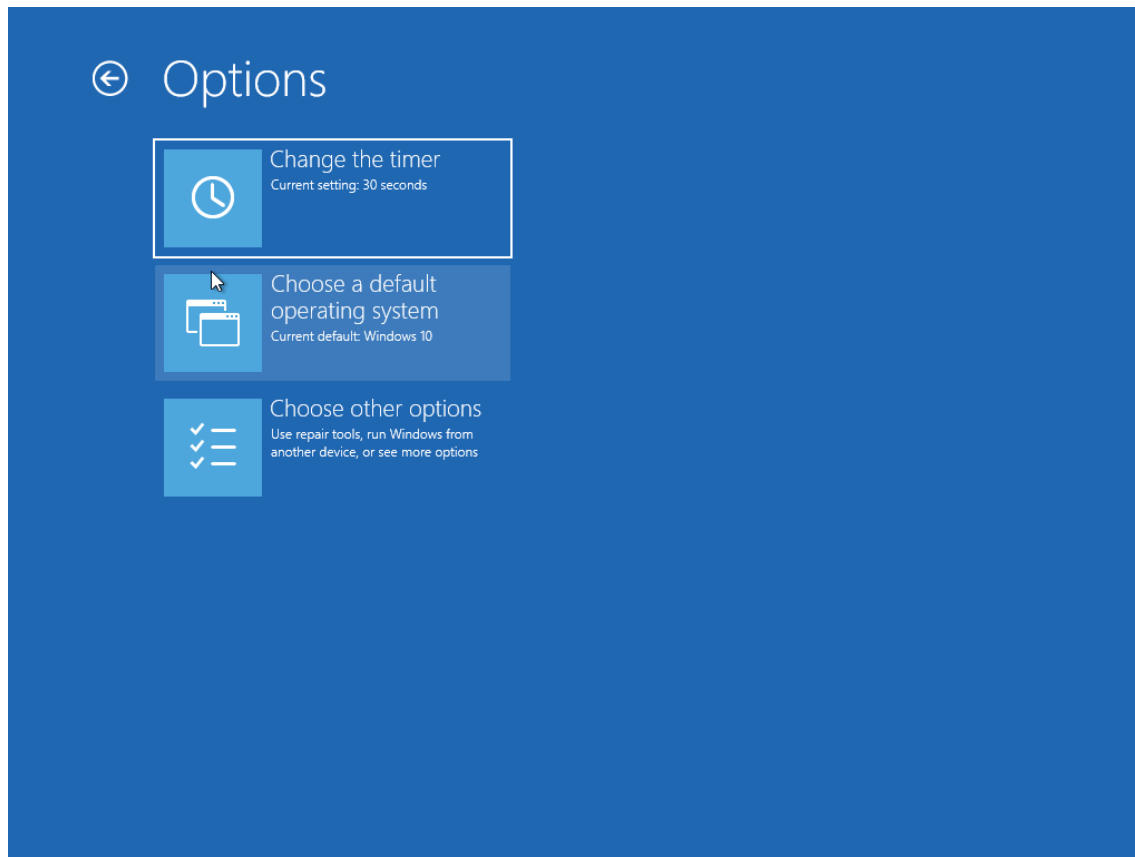 Options
Change the timer
Current setting: 30 seconds
Choose a default
operating system
Current default: Windows 10
Choose other options
Use repair tools, run Windows from
another device, or see more options